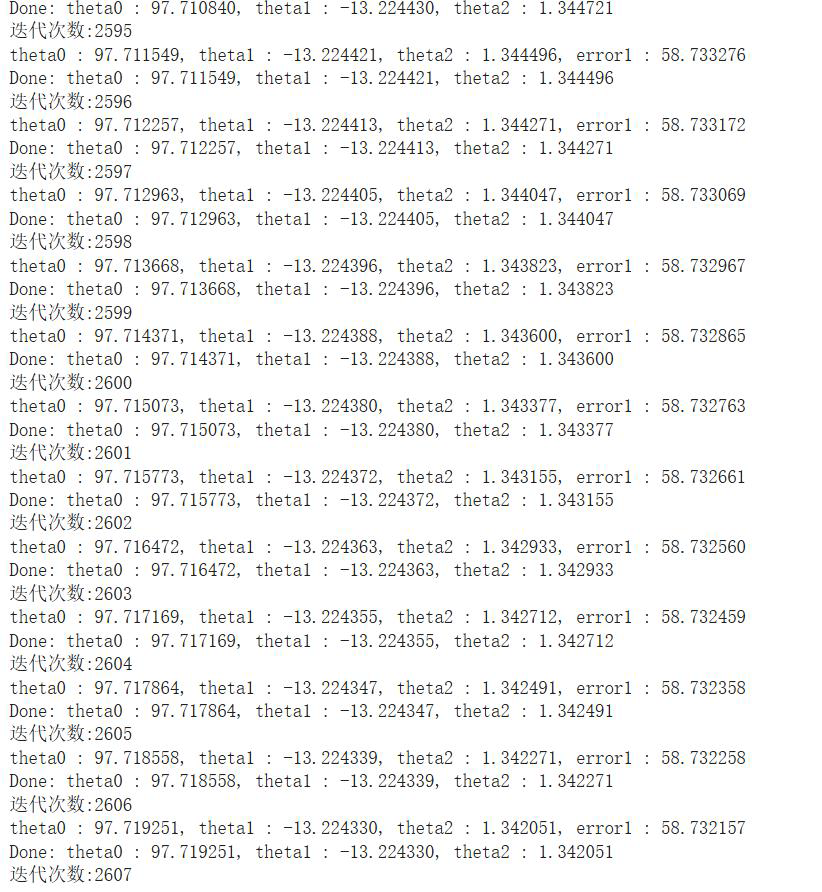 Done: theta0 : 97.710840, theta1 : -13.224430, theta2 : 1.344721
迭代次数:2595
theta0 : 97.711549, theta1 : -13.224421, theta2 : 1.344496, error1 : 58.733276
Done: theta0 : 97.711549, theta1 : -13.224421, theta2 : 1.344496
迭代次数:2596
theta0 : 97.712257, theta1 : -13.224413, theta2 : 1.344271, error1 : 58.733172
Done: theta0 : 97.712257, theta1 : -13.224413, theta2 : 1.344271
迭代次数:2597
theta0 : 97.712963, theta1 : -13.224405, theta2 : 1.344047, error1 : 58.733069
Done: theta0 : 97.712963, theta1 : -13.224405, theta2 : 1.344047
迭代次数:2598
theta0 : 97.713668, theta1 : -13.224396, theta2 : 1.343823, error1 : 58.732967
Done: theta0 : 97.713668, theta1 : -13.224396, theta2 : 1.343823
迭代次数:2599
theta0 : 97.714371, theta1 : -13.224388, theta2 : 1.343600, error1 : 58.732865
Done: theta0 : 97.714371, theta1 : -13.224388, theta2 : 1.343600
迭代次数:2600
theta0 : 97.715073, theta1 : -13.224380, theta2 : 1.343377, error1 : 58.732763
Done: theta0 : 97.715073, theta1 : -13.224380, theta2 : 1.343377
迭代次数:2601
theta0 : 97.715773, theta1 : -13.224372, theta2 : 1.343155, error1 : 58.732661
Done: theta0 : 97.715773, theta1 : -13.224372, theta2 : 1.343155
迭代次数:2602
theta0 : 97.716472, theta1 : -13.224363, theta2 : 1.342933, error1 : 58.732560
Done: theta0 : 97.716472, theta1 : -13.224363, theta2 : 1.342933
迭代次数:2603
theta0 : 97.717169, theta1 : -13.224355, theta2 : 1.342712, error1 : 58.732459
Done: theta0 : 97.717169, theta1 : -13.224355, theta2 : 1.342712
迭代次数:2604
theta0 : 97.717864, theta1 : -13.224347, theta2 : 1.342491, error1 : 58.732358
Done: theta0 : 97.717864, theta1 : -13.224347, theta2 : 1.342491
迭代次数:2605
theta0 : 97.718558, theta1 : -13.224339, theta2 : 1.342271, error1 : 58.732258
Done: theta0 : 97.718558, theta1 : -13.224339, theta2 : 1.342271
迭代次数:2606
theta0 : 97.719251, theta1 : -13.224330, theta2 : 1.342051, error1 : 58.732157
Done: theta0 : 97.719251, theta1 : -13.224330, theta2 : 1.342051
迭代次数:2607